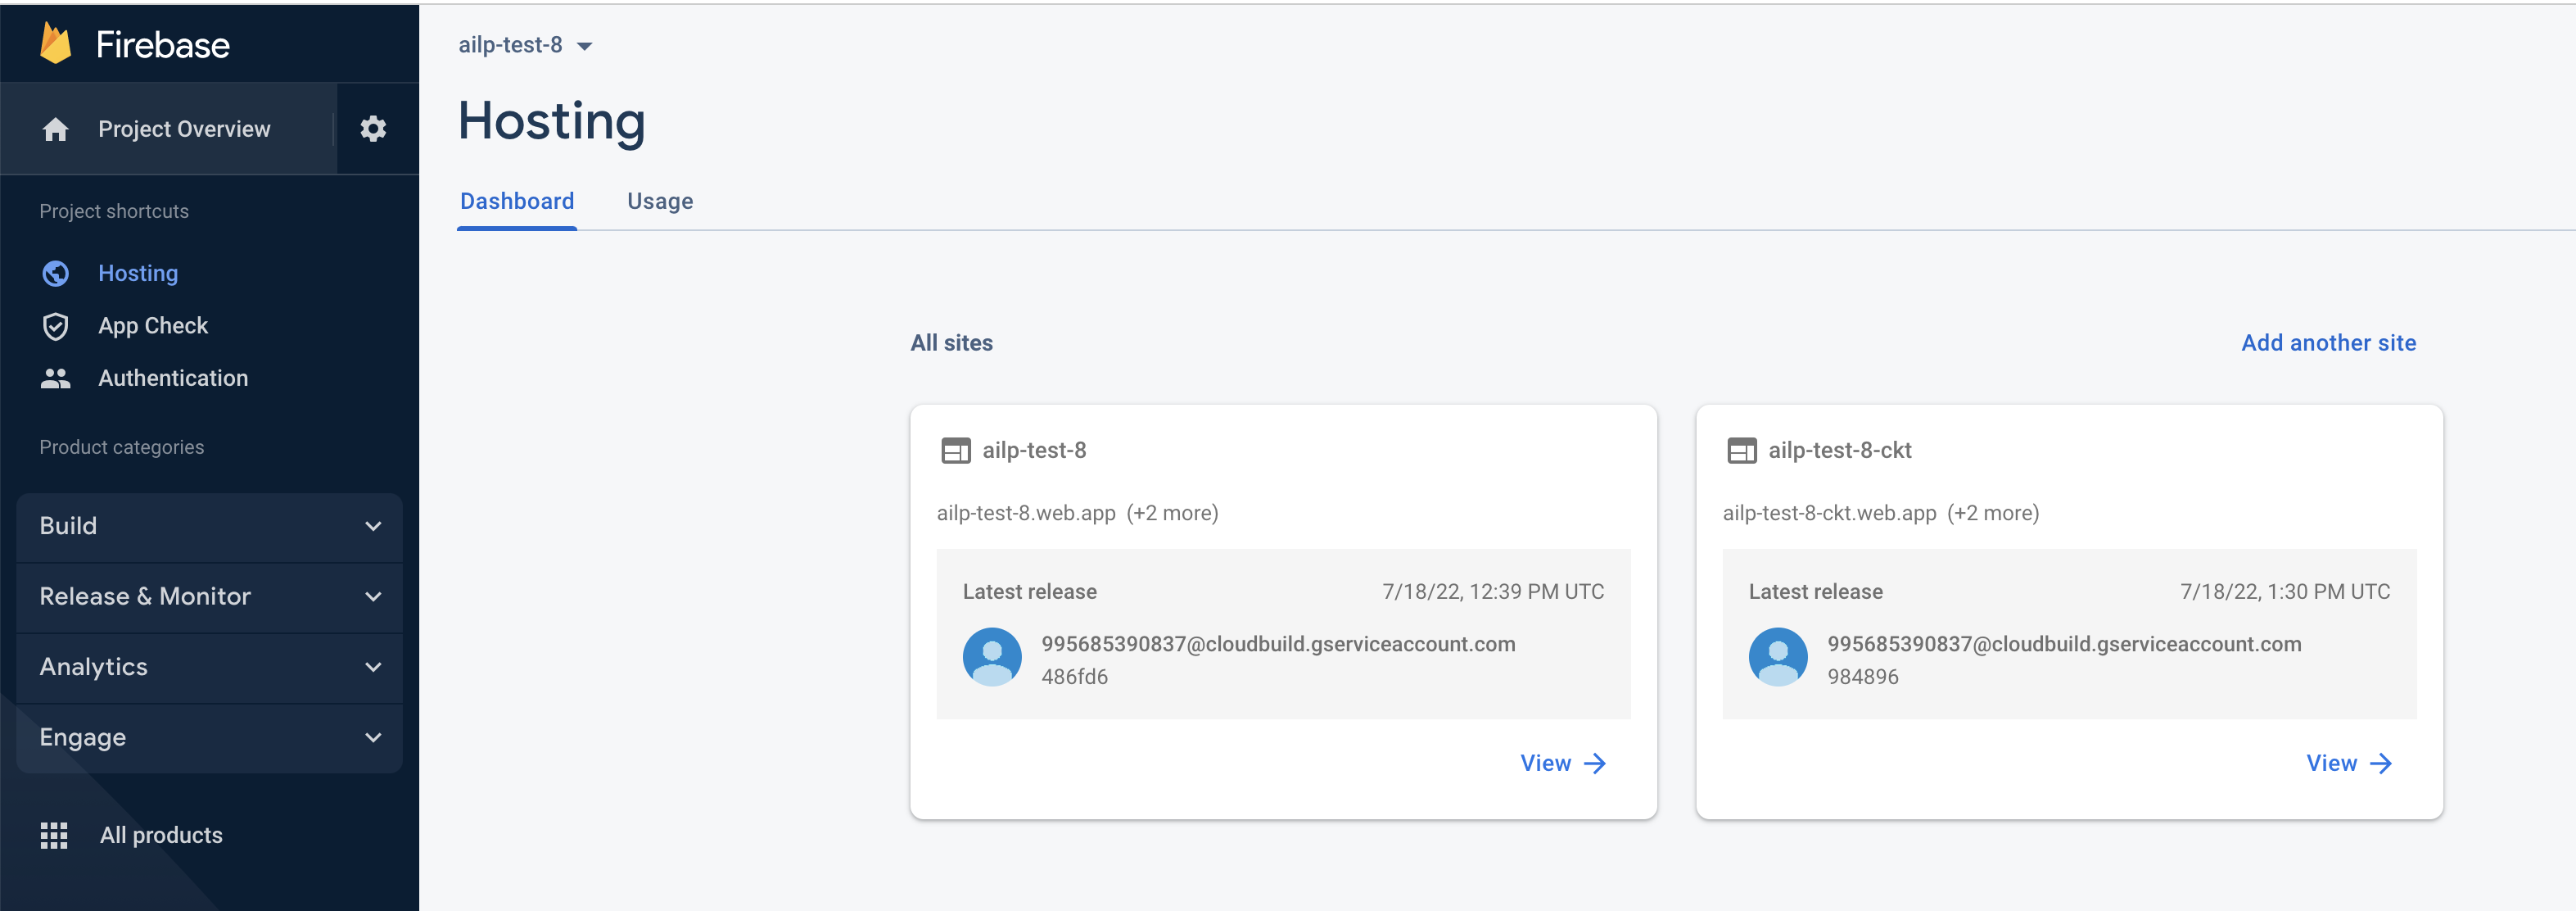 Firebase
Project Overview
Project shortcuts
Hosting
App Check
Authentication
Product categories
Build
Release & Monitor
Analytics
Engage
All products
ailp-test-8
Hosting
Dashboard
Usage
All sites
Add another site
ailp-test-8
ailp-test-8.web.app (+2 more)
Latest release
7/18/22, 12:39 PM UTC
995685390837@cloudbuild.gserviceaccount.com
486fd6
View
ailp-test-8-ckt
ailp-test-8-ckt.web.app (+2 more)
Latest release
7/18/22, 1:30 PM UTC
995685390837@cloudbuild.gserviceaccount.com
984896
View